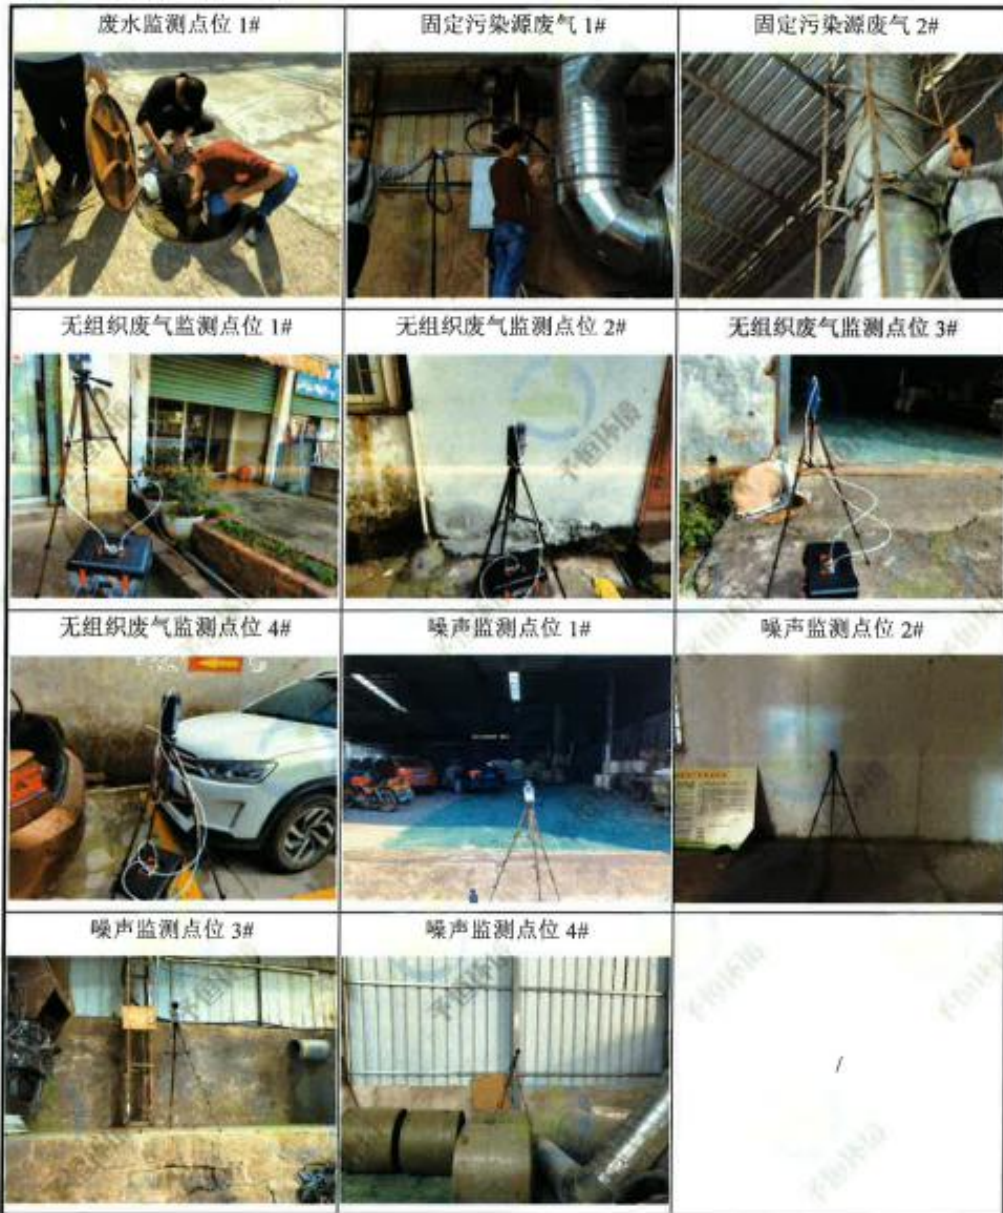 废水监测点位 1#
固定污染源废气 1#
固定污染源废气 2#
无组织废气监测点位 1#
无组织废气监测点位 2#
无组织废气监测点位 3#
无组织废气监测点位 4#
噪声监测点位 1#
噪声监测点位 2#
噪声监测点位 3#
噪声监测点位 4#
/